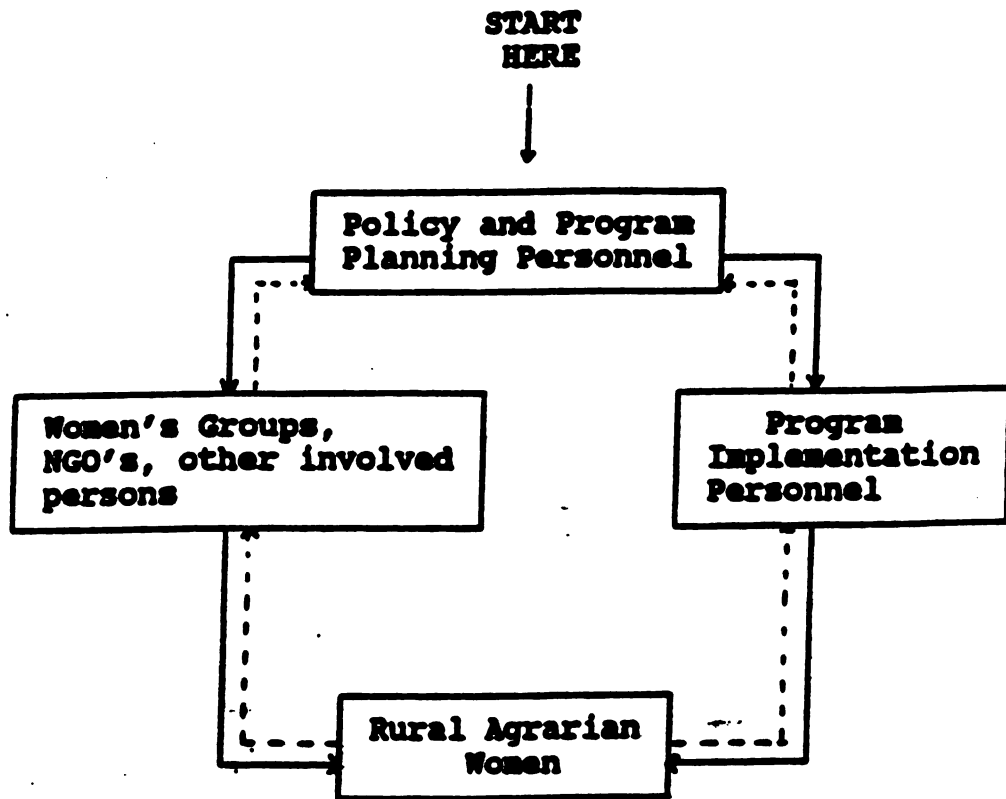 START
HERE
Policy and Program
Planning Personnel
Women's Groups,
NGO's, other involved
persons
Program
Implementation
Personnel
Rural Agrarian
Women